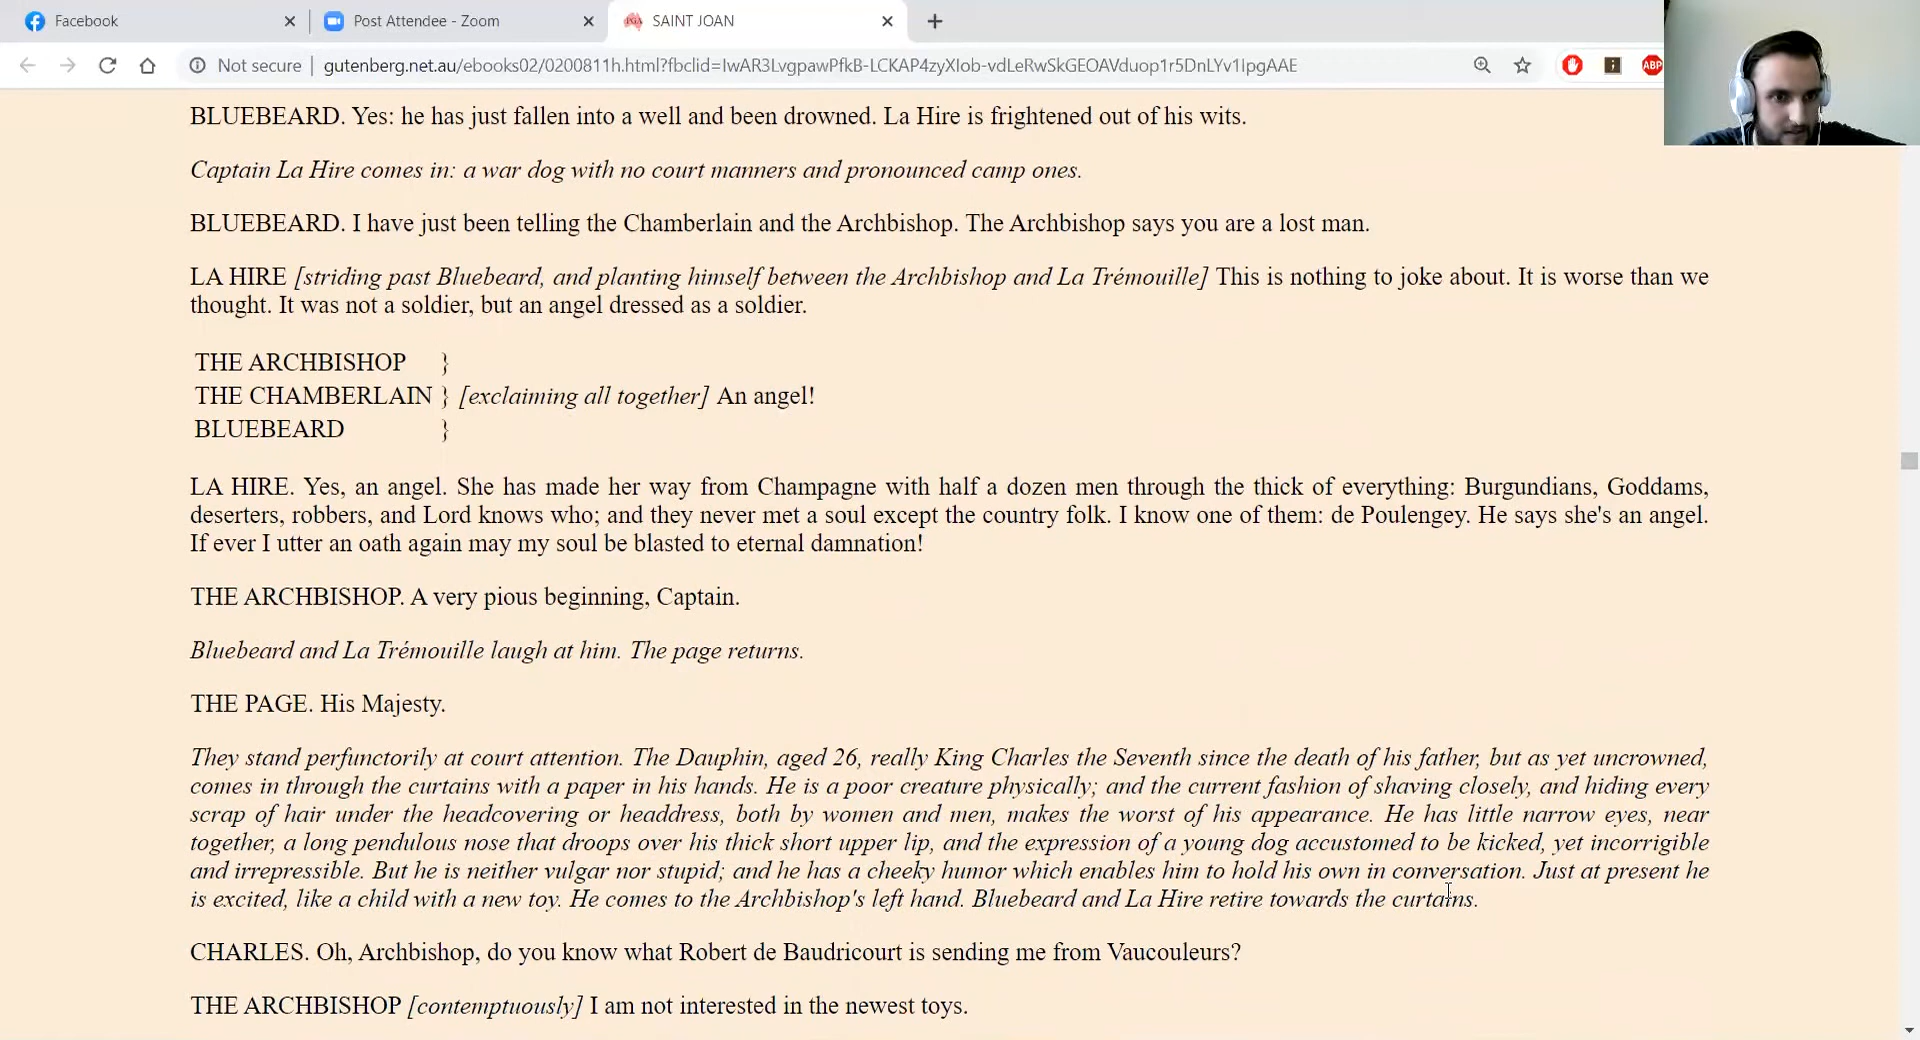 Facebook
Post Attendee - Zoom
SAINT JOAN
Not secure | gutenberg.net.au/ebooks02/0200811h.html?fbclid=IwAR3LvgpawPfkB-LCKAP4zyXIob-vdLeRwSkGEOAVduop1r5DnLYv1IpgAAE
ABP
BLUEBEARD. Yes: he has just fallen into a well and been drowned. La Hire is frightened out of his wits.
Captain La Hire comes in: a war dog with no court manners and pronounced camp ones.
BLUEBEARD. I have just been telling the Chamberlain and the Archbishop. The Archbishop says you are a lost man.
LA HIRE [striding past Bluebeard, and planting himself between the Archbishop and La Trémouille] This is nothing to joke about. It is worse than we
thought. It was not a soldier, but an angel dressed as a soldier.
THE ARCHBISHOP }
THE CHAMBERLAIN } [exclaiming all together] An angel!
BLUEBEARD }
LA HIRE. Yes, an angel. She has made her way from Champagne with half a dozen men through the thick of everything: Burgundians, Goddams,
deserters, robbers, and Lord knows who; and they never met a soul except the country folk. I know one of them: de Poulengey. He says she's an angel.
If ever I utter an oath again may my soul be blasted to eternal damnation!
THE ARCHBISHOP. A very pious beginning, Captain.
Bluebeard and La Trémouille laugh at him. The page returns.
THE PAGE. His Majesty.
They stand perfunctorily at court attention. The Dauphin, aged 26, really King Charles the Seventh since the death of his father, but as yet uncrowned,
comes in through the curtains with a paper in his hands. He is a poor creature physically; and the current fashion of shaving closely, and hiding every
scrap of hair under the headcovering or headdress, both by women and men, makes the worst of his appearance. He has little narrow eyes, near
together, a long pendulous nose that droops over his thick short upper lip, and the expression of a young dog accustomed to be kicked, yet incorrigible
and irrepressible. But he is neither vulgar nor stupid; and he has a cheeky humor which enables him to hold his own in conversation. Just at present he
is excited, like a child with a new toy. He comes to the Archbishop's left hand. Bluebeard and La Hire retire towards the curtains.
CHARLES. Oh, Archbishop, do you know what Robert de Baudricourt is sending me from Vaucouleurs?
THE ARCHBISHOP [contemptuously] I am not interested in the newest toys.